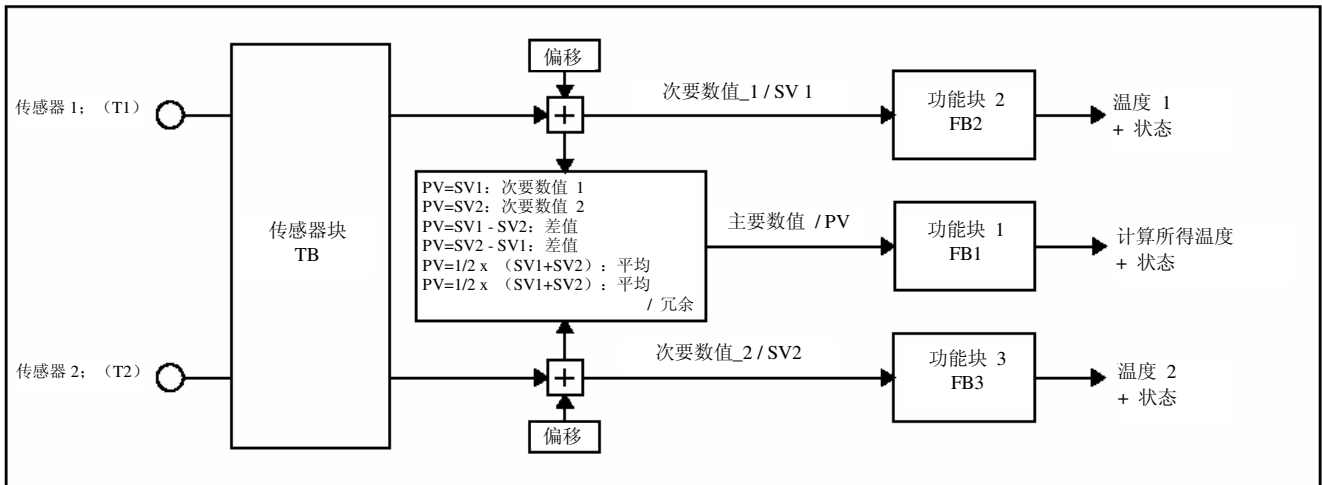 偏移
次要数值_1 / SV 1
传感器 1; （T1）
功能块 2
FB2
温度 1
+ 状态
PV=SV1：次要数值 1
PV=SV2：次要数值 2
PV=SV1 - SV2：差值
PV=SV2 - SV1：差值
PV=1/2 x （SV1+SV2）：平均
PV=1/2 x （SV1+SV2）：平均
/ 冗余
传感器块
TB
主要数值 / PV
功能块 1
FB1
计算所得温度
+ 状态
传感器 2; （T2）
次要数值_2 / SV2
功能块 3
FB3
温度 2
+ 状态
偏移